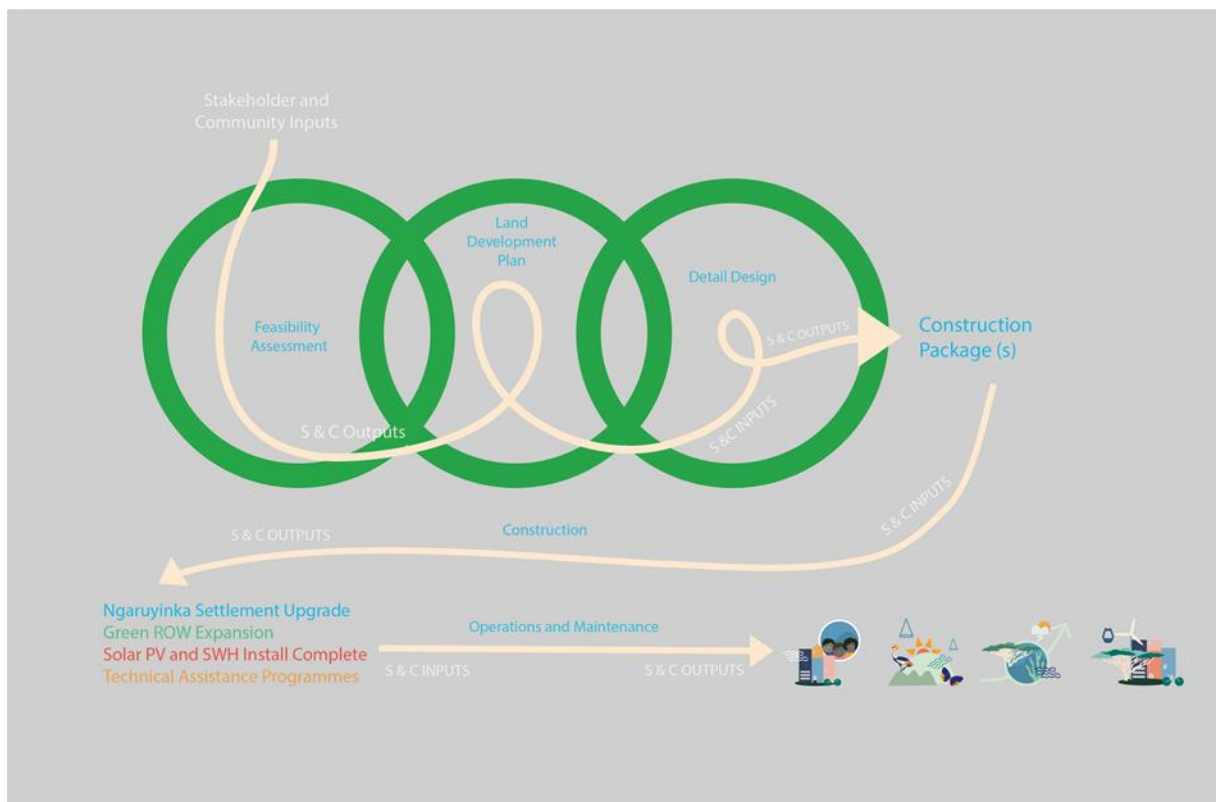 Stakeholder and
Community Inputs
Land
Development
Plan
Detail Design
Feasibility
Assessment
S & C OUTPUTS
Construction
Package (s)
S & C Outputs
S &C INPUTS
S & C INPUTS
S & C OUTPUTS
Construction
Ngaruyinka Settlement Upgrade
Green ROW Expansion
Solar PV and SWH Install Complete
Technical Assistance Programmes
Operations and Maintenance
S & C INPUTS
S & C OUTPUTS